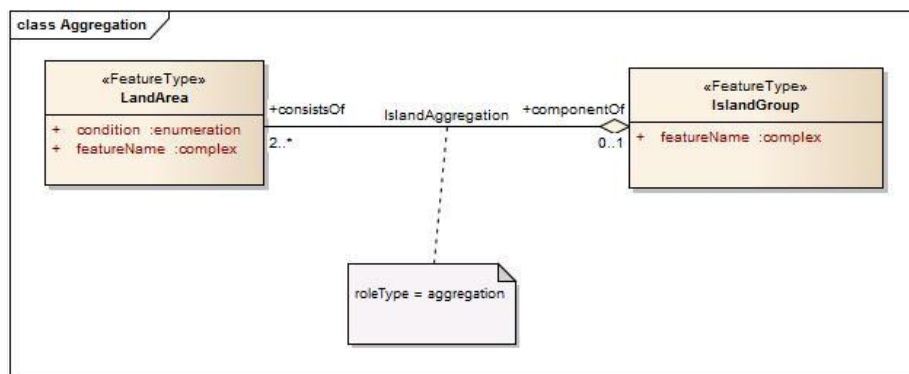 class Aggregation
«FeatureType»
LandArea
+ condition :enumeration
+ featureName :complex
+consistsOf
2..*
IslandAggregation
+componentOf
0..1
«FeatureType»
IslandGroup
+ featureName :complex
roleType = aggregation